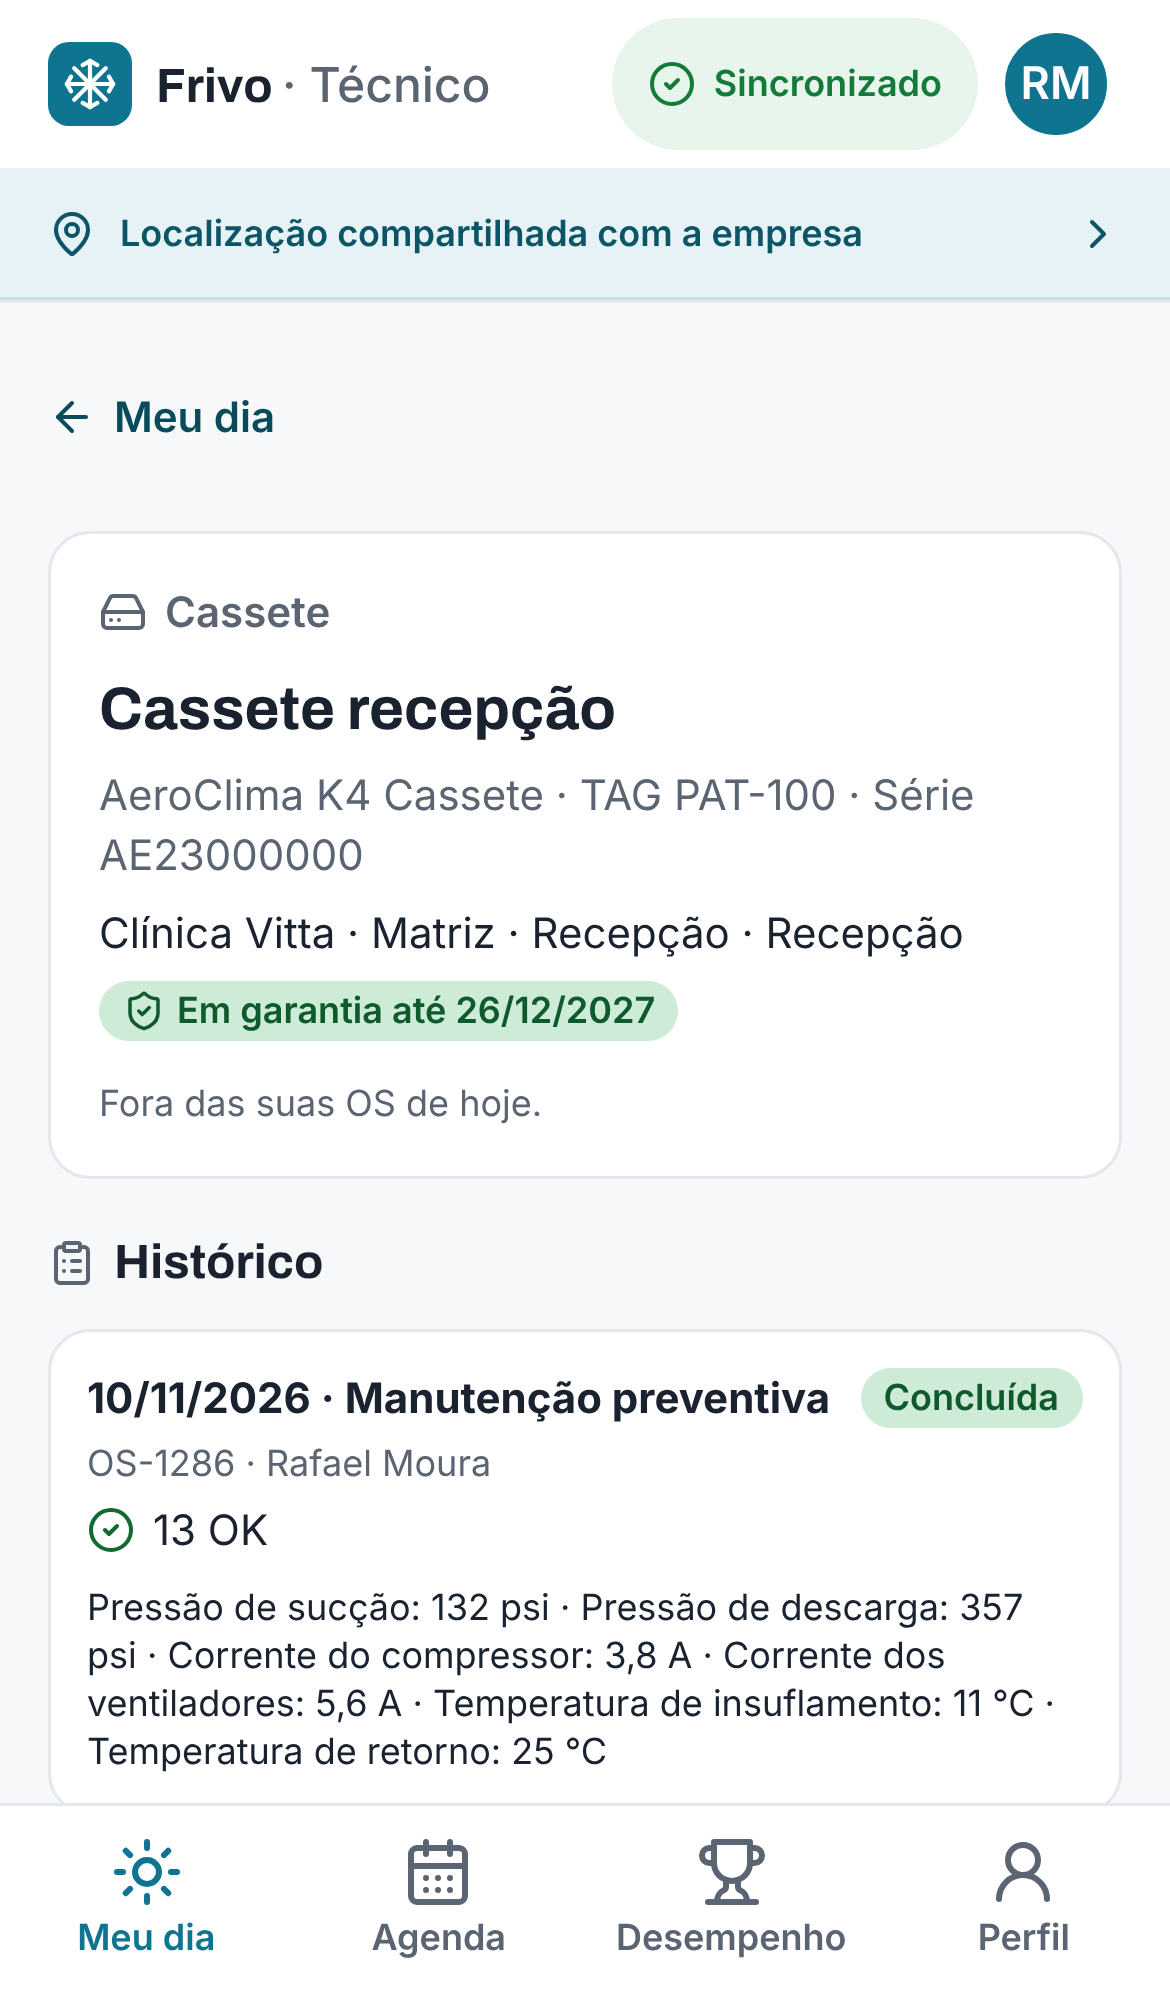 Frivo · Técnico
Sincronizado
RM
Localização compartilhada com a empresa
Meu dia
Cassete
Cassete recepção
AeroClima K4 Cassete · TAG PAT-100 · Série
AE23000000
Clínica Vitta · Matriz · Recepção · Recepção
Em garantia até 26/12/2027
Fora das suas OS de hoje.
Histórico
10/11/2026 · Manutenção preventiva
Concluída
OS-1286 · Rafael Moura
13 OK
Pressão de sucção: 132 psi · Pressão de descarga: 357
psi · Corrente do compressor: 3,8 A · Corrente dos
ventiladores: 5,6 A · Temperatura de insuflamento: 11 °C ·
Temperatura de retorno: 25 °C
Meu dia
Agenda
Desempenho
Perfil